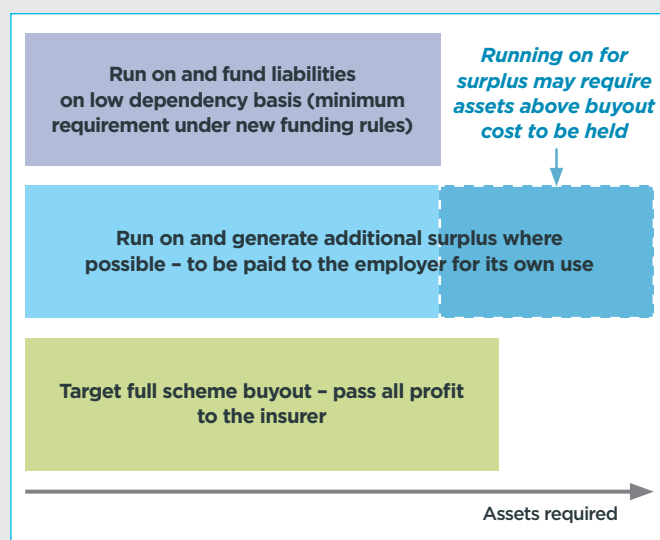 Run on and fund liabilities
on low dependency basis (minimum
requirement under new funding rules)
Running on for
surplus may require
assets above buyout
cost to be held
Run on and generate additional surplus where
possible – to be paid to the employer for its own use
Target full scheme buyout – pass all profit
to the insurer
Assets required